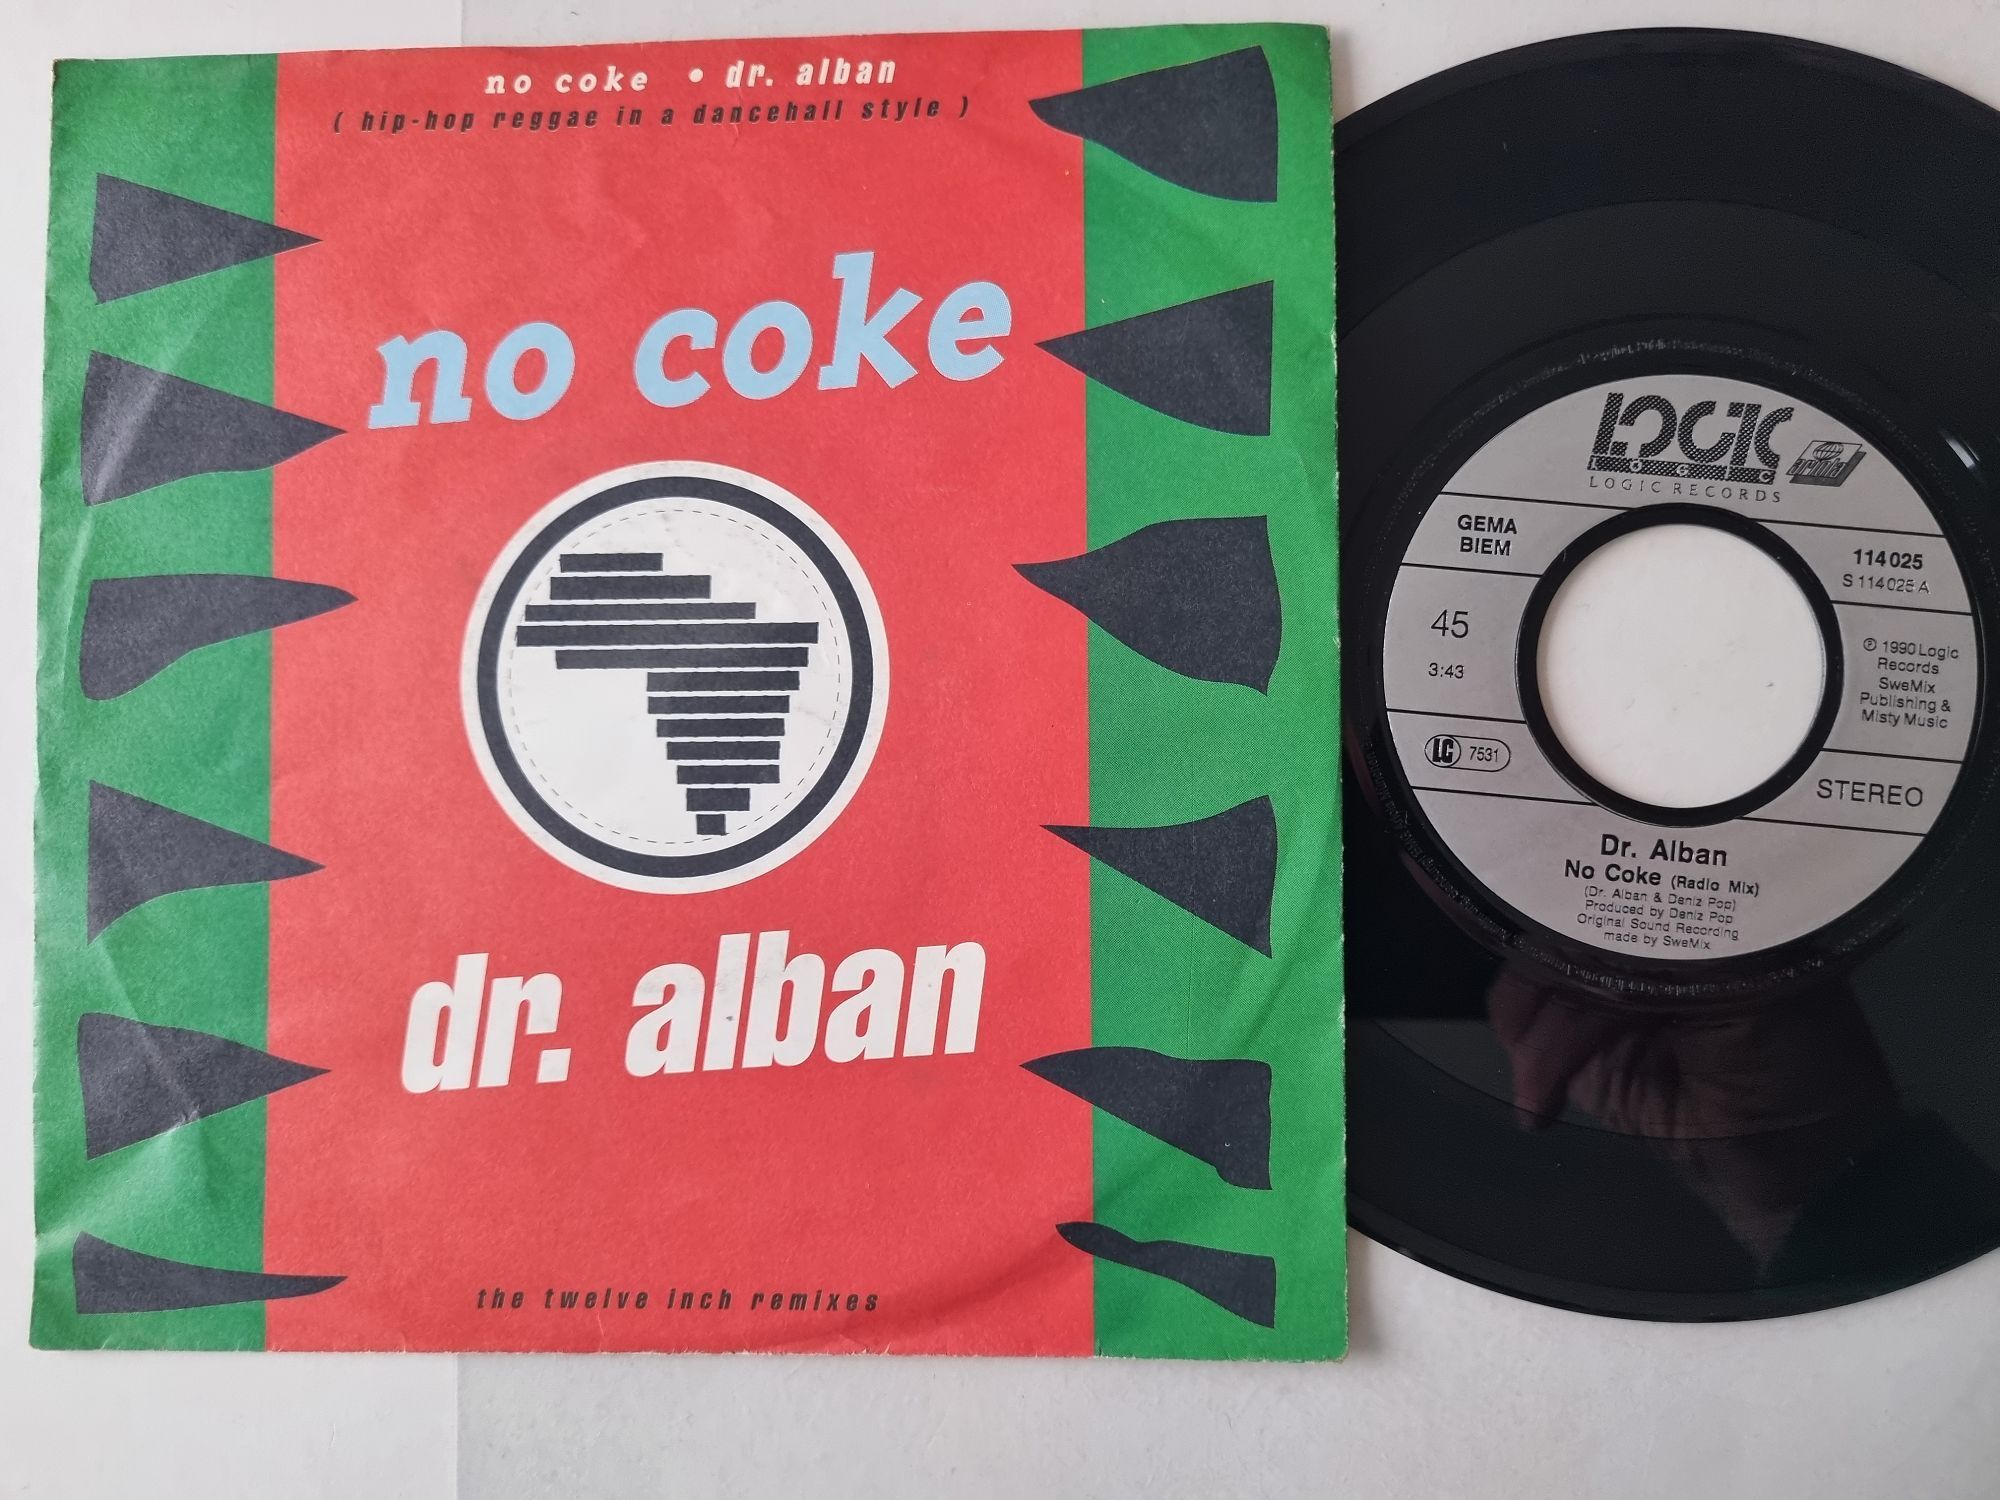 no coke • dr. alban
( hip-hop reggae in a dancehall style )
no coke
dr. alban
the twelve inch remixes
LOGIC
LOGIC
LOGIC RECORDS
ariola
GEMA
BIEM
114 025
S 114 025 A
45
3:43
℗ 1990 Logic
Records
SweMix
Publishing &
Misty Music
LC 7531
STEREO
Dr. Alban
No Coke (Radio Mix)
(Dr. Alban & Deniz Pop)
Produced by Deniz Pop
Original Sound Recording
made by SweMix